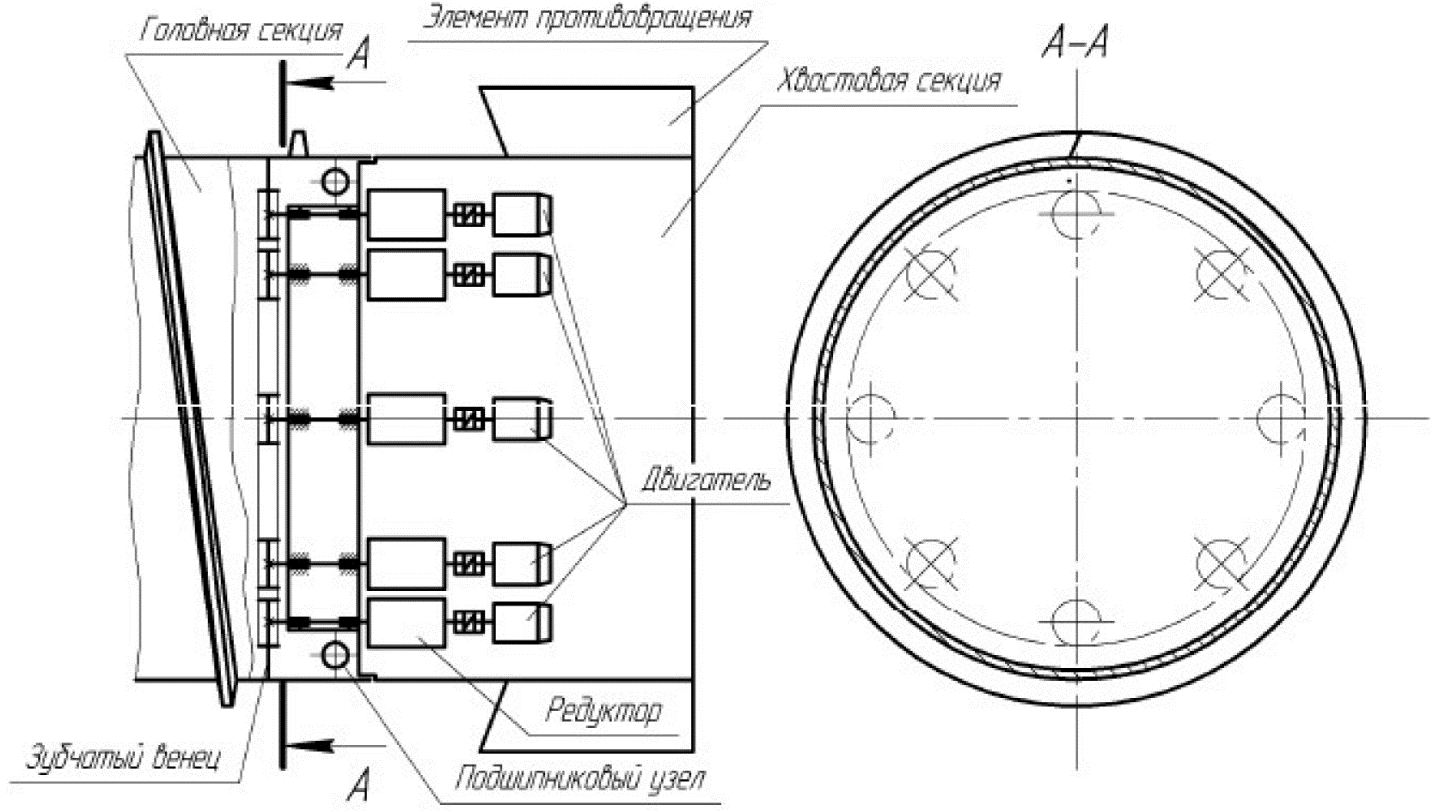 Элемент противовращения
Головная секция
А
А-А
Хвостовая секция
Двигатель
Редуктор
Зубчатый венец
Подшипниковый узел
А